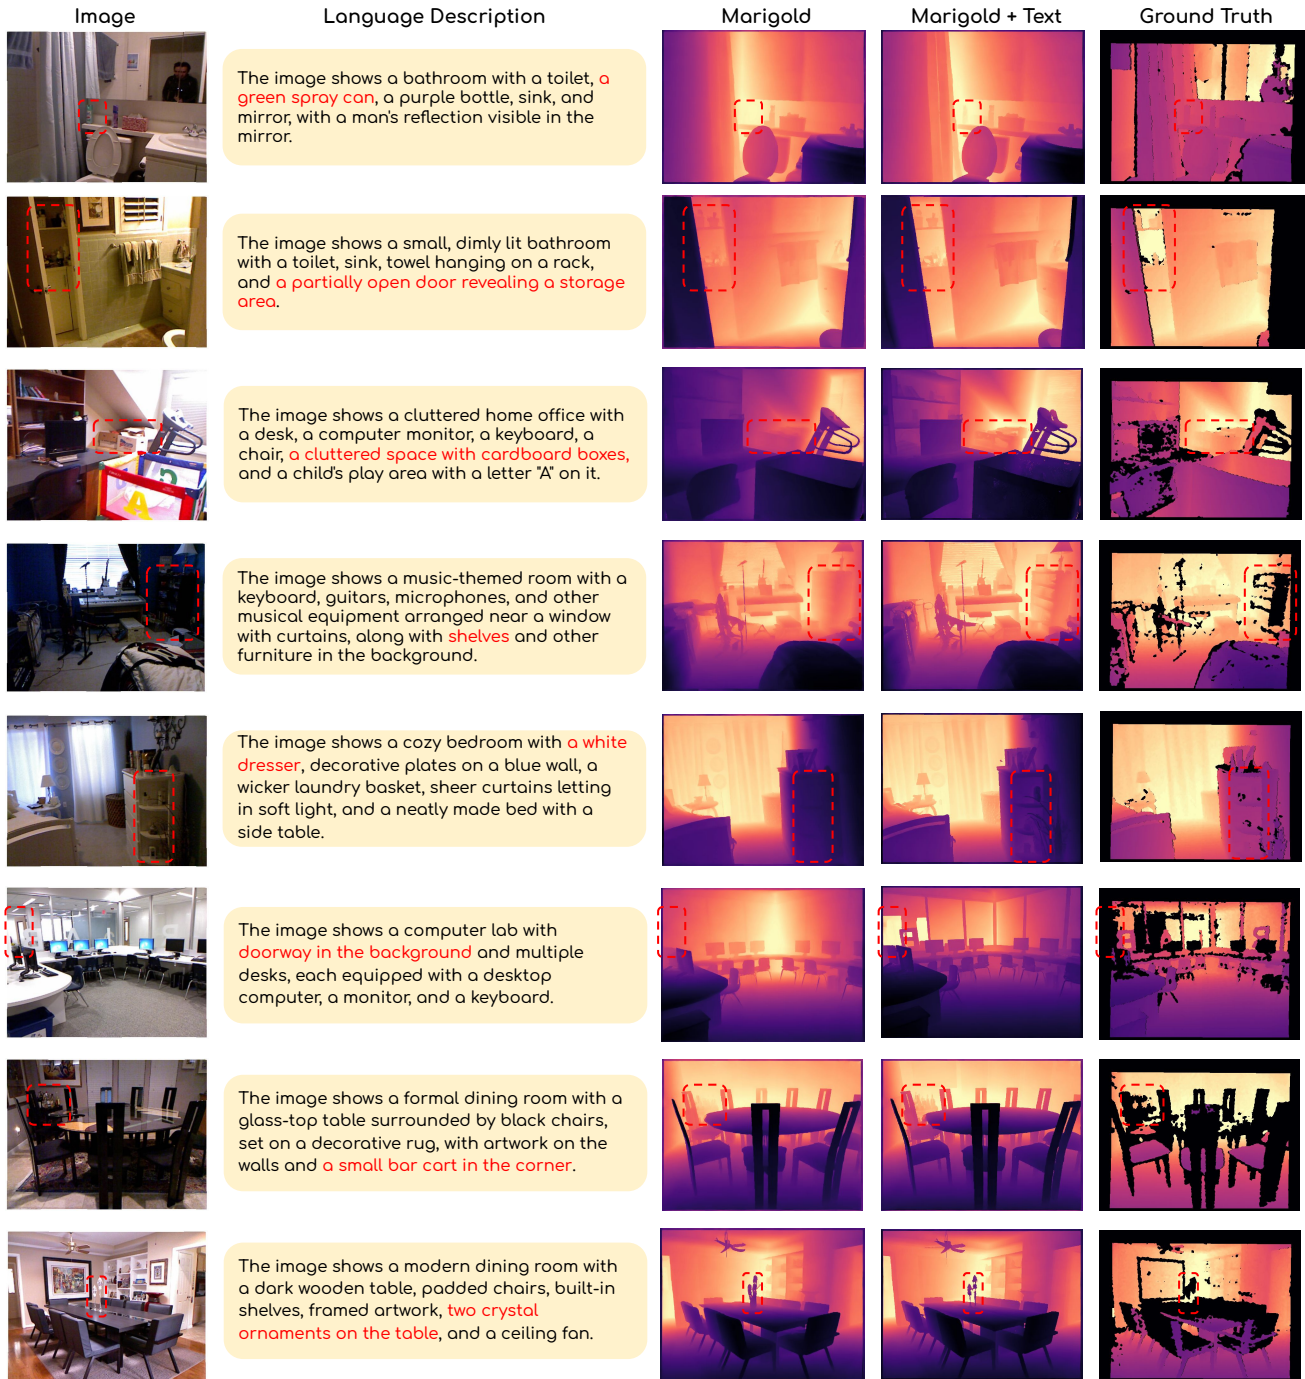 Image
Language Description
Marigold
Marigold + Text
Ground Truth
The image shows a bathroom with a toilet, a
green spray can, a purple bottle, sink, and
mirror, with a man's reflection visible in the
mirror.
The image shows a small, dimly lit bathroom
with a toilet, sink, towel hanging on a rack,
and a partially open door revealing a storage
area.
The image shows a cluttered home office with
a desk, a computer monitor, a keyboard, a
chair, a cluttered space with cardboard boxes,
and a child's play area with a letter "A" on it.
A
The image shows a music-themed room with a
keyboard, guitars, microphones, and other
musical equipment arranged near a window
with curtains, along with shelves and other
furniture in the background.
The image shows a cozy bedroom with a white
dresser, decorative plates on a blue wall, a
wicker laundry basket, sheer curtains letting
in soft light, and a neatly made bed with a
side table.
The image shows a computer lab with
doorway in the background and multiple
desks, each equipped with a desktop
computer, a monitor, and a keyboard.
The image shows a formal dining room with a
glass-top table surrounded by black chairs,
set on a decorative rug, with artwork on the
walls and a small bar cart in the corner.
The image shows a modern dining room with
a dark wooden table, padded chairs, built-in
shelves, framed artwork, two crystal
ornaments on the table, and a ceiling fan.